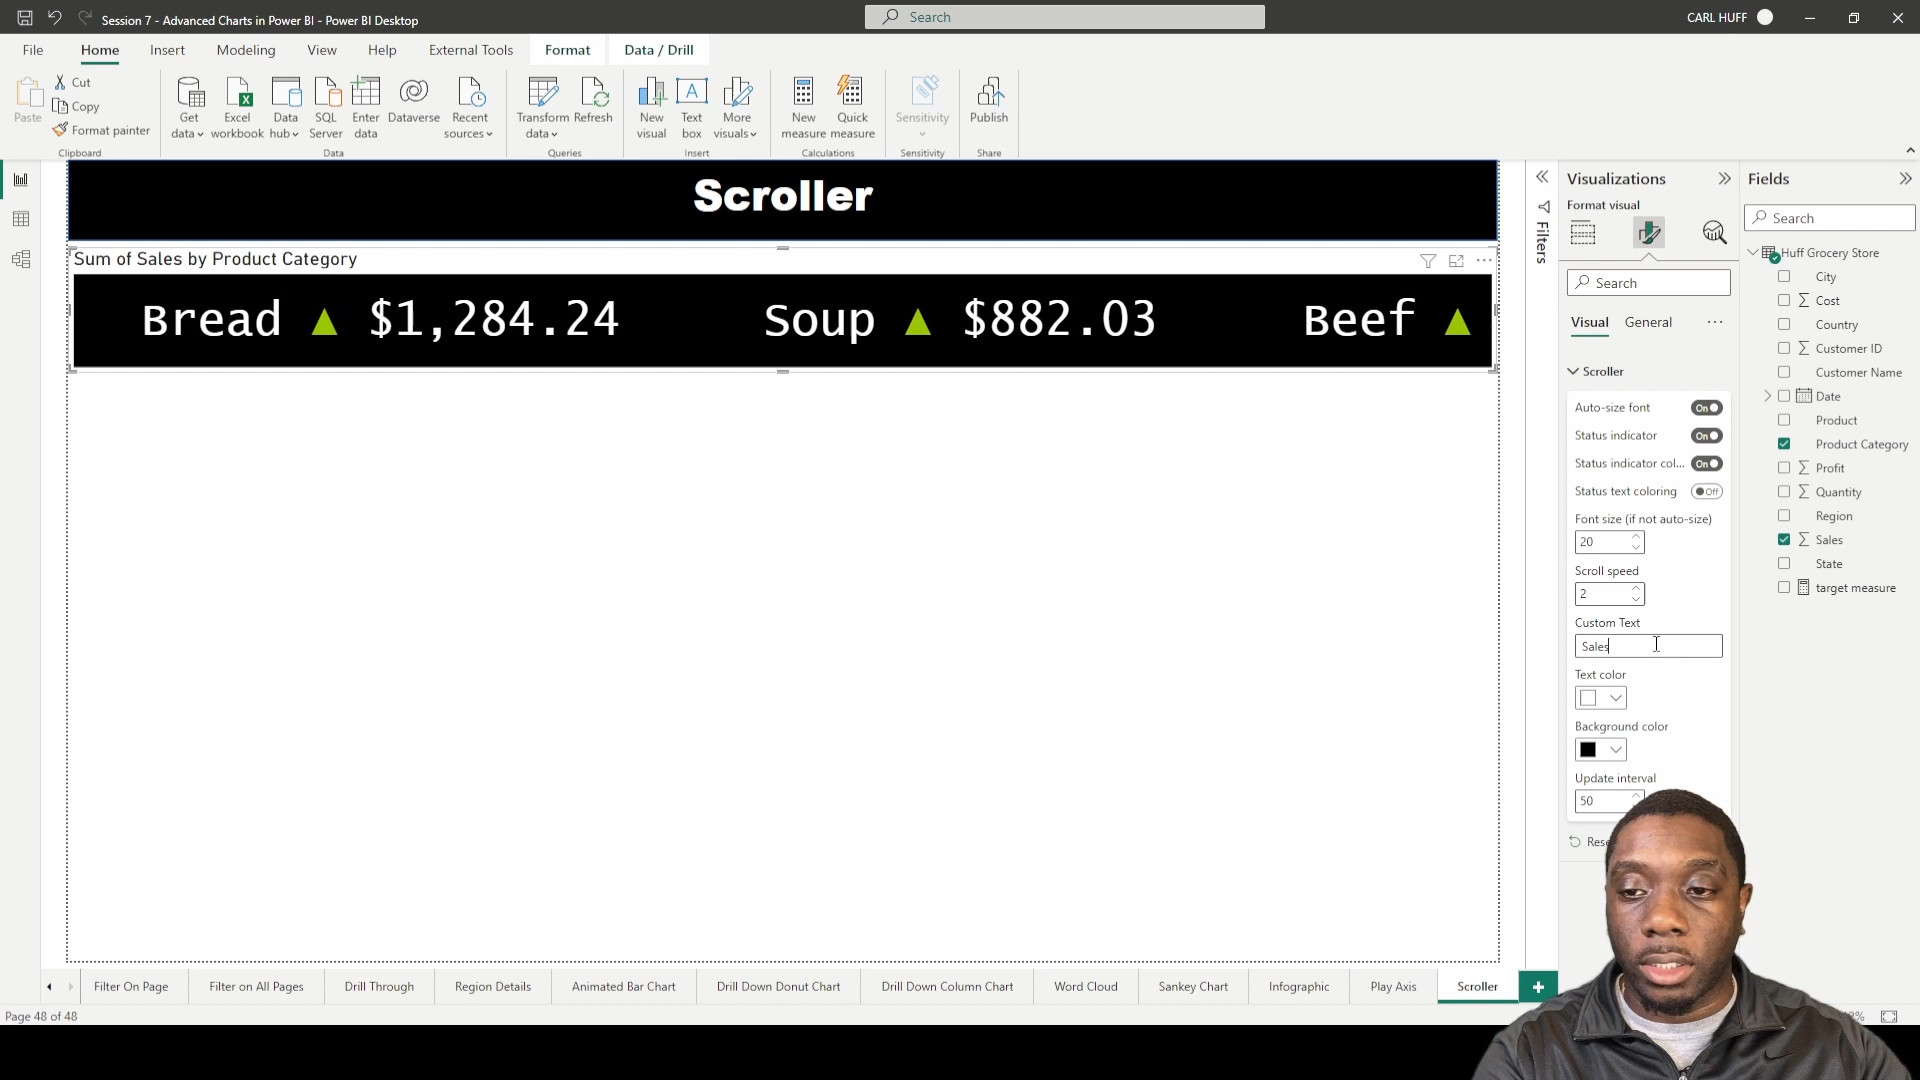 Session 7 - Advanced Charts in Power BI - Power BI Desktop
Search
CARL HUFF
File
Home
Insert
Modeling
View
Help
External Tools
Format
Data / Drill
Paste
Cut
Copy
Format painter
Clipboard
Get data
Excel workbook
Data hub
SQL Server
Enter data
Dataverse
Recent sources
Data
Transform data
Refresh
Queries
New visual
Text box
More visuals
Insert
New measure
Quick measure
Calculations
Sensitivity
Sensitivity
Publish
Share
Scroller
Sum of Sales by Product Category
Bread ▲ $1,284.24 Soup ▲ $882.03 Beef ▲
Filters
Visualizations
Format visual
Search
Visual
General
Scroller
Auto-size font On
Status indicator On
Status indicator col... On
Status text coloring Off
Font size (if not auto-size)
20
Scroll speed
2
Custom Text
Sales
Text color
Background color
Update interval
50
Fields
Search
Huff Grocery Store
City
Cost
Country
Customer ID
Customer Name
Date
Product
Product Category
Profit
Quantity
Region
Sales
State
target measure
Filter On Page
Filter on All Pages
Drill Through
Region Details
Animated Bar Chart
Drill Down Donut Chart
Drill Down Column Chart
Word Cloud
Sankey Chart
Infographic
Play Axis
Scroller
Page 48 of 48